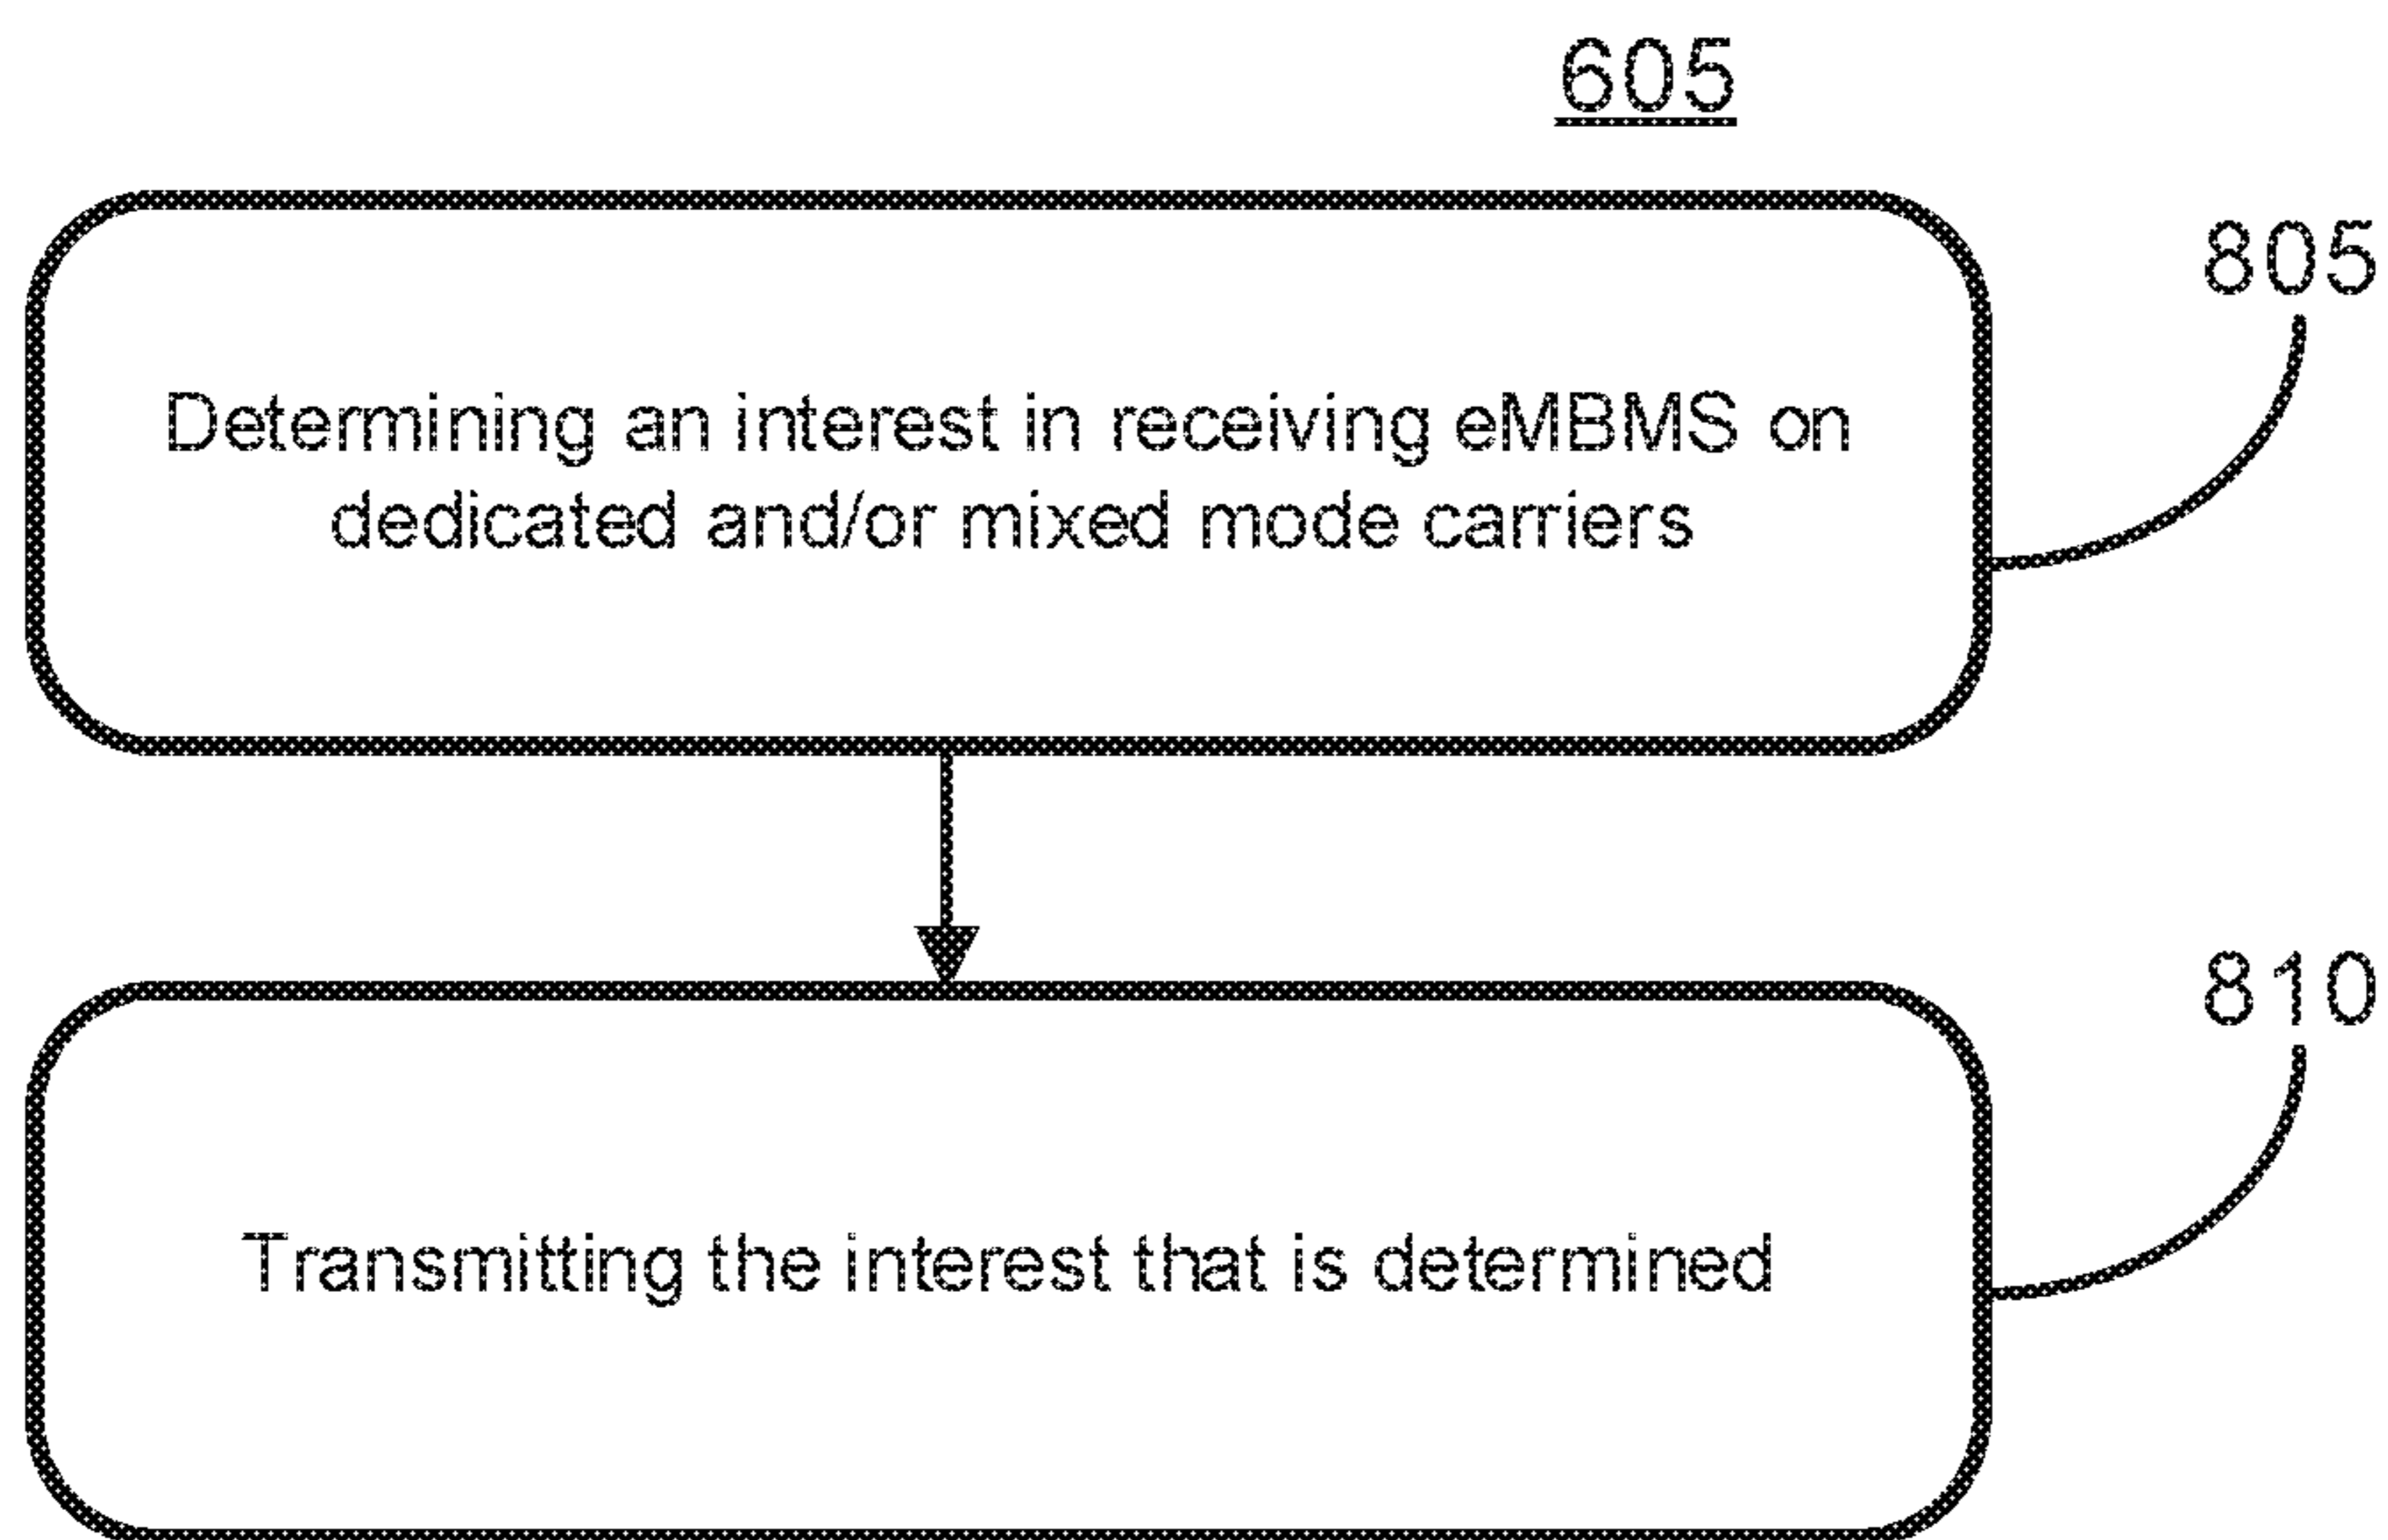 605
805
Determining an interest in receiving eMBMS on
dedicated and/or mixed mode carriers
810
Transmitting the interest that is determined